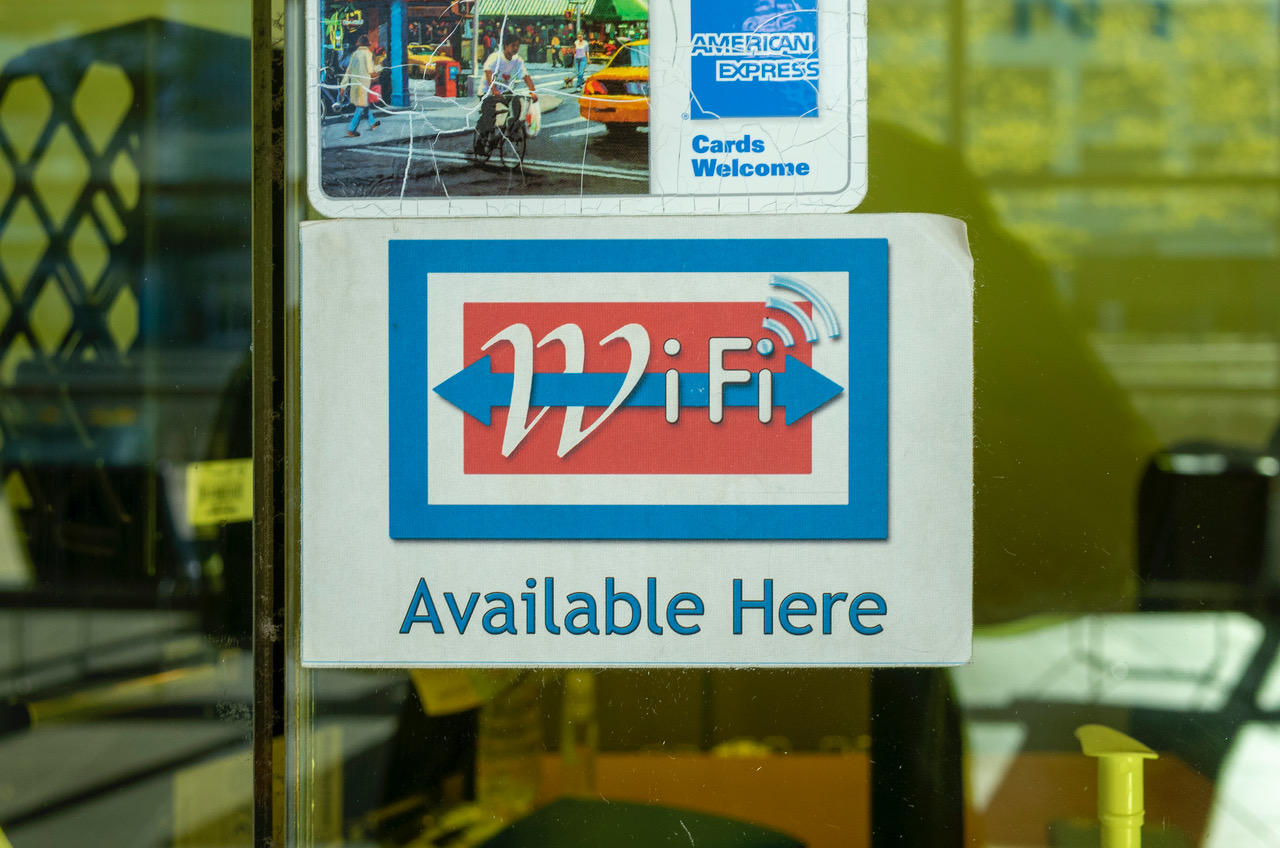 AMERICAN
EXPRESS
Cards
Welcome
WiFi
Available Here